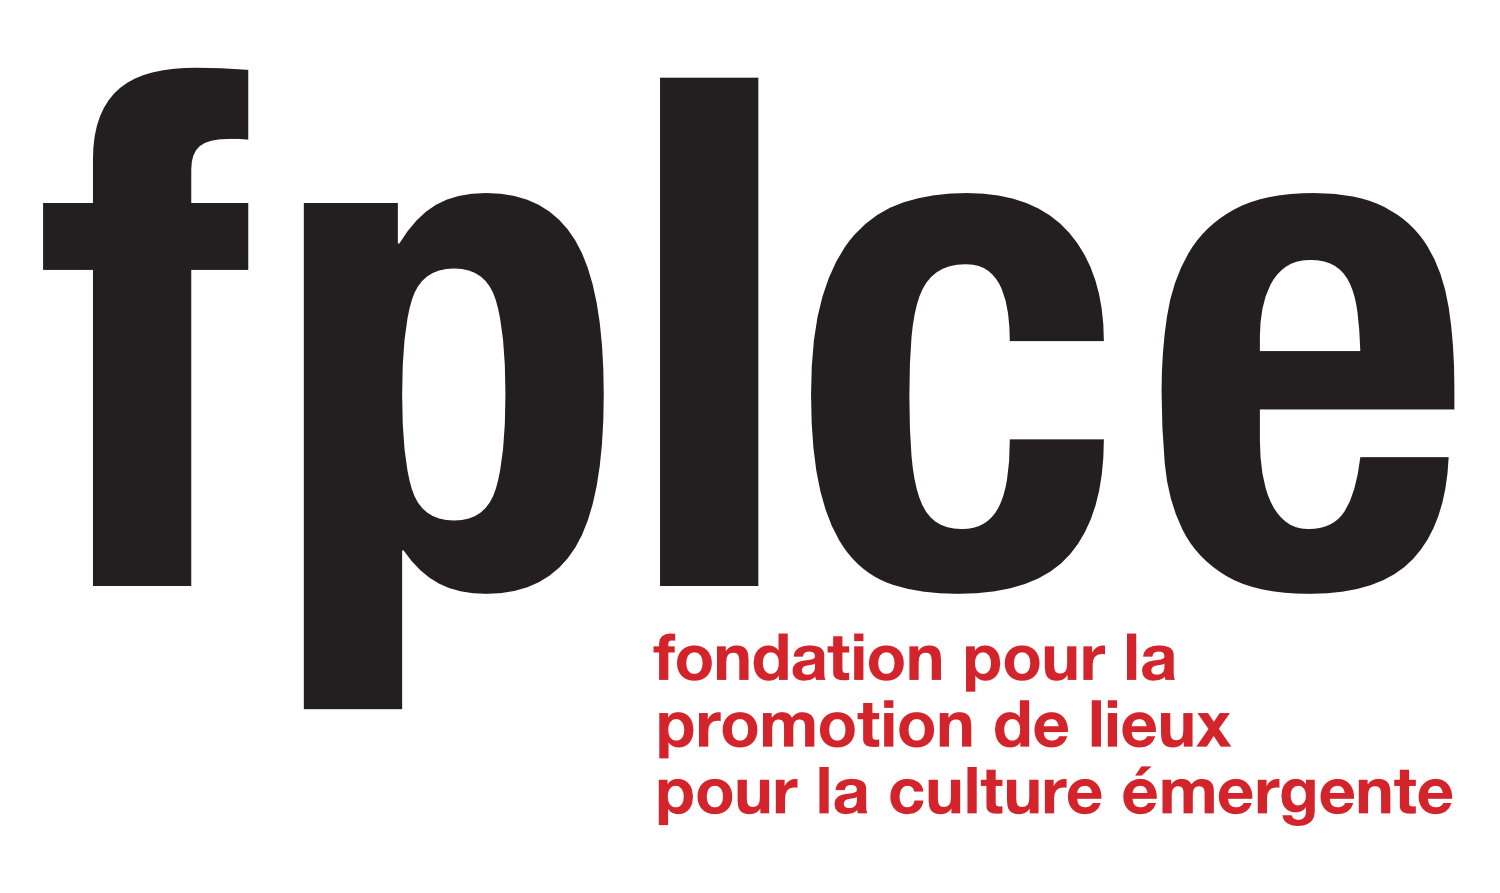 fplce
fondation pour la
promotion de lieux
pour la culture émergente